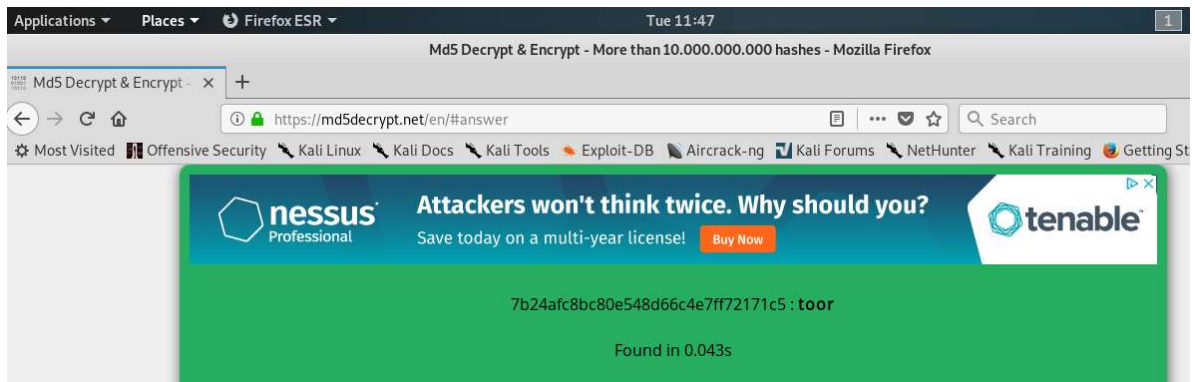 Applications Places Firefox ESR Tue 11:47 1
Md5 Decrypt & Encrypt - More than 10.000.000.000 hashes - Mozilla Firefox
Md5 Decrypt & Encrypt - × +
https://md5decrypt.net/en/#answer Search
Most Visited Offensive Security Kali Linux Kali Docs Kali Tools Exploit-DB Aircrack-ng Kali Forums NetHunter Kali Training Getting St
nessus Professional
Attackers won't think twice. Why should you?
Save today on a multi-year license! Buy Now
tenable
7b24afc8bc80e548d66c4e7ff72171c5 : toor
Found in 0.043s